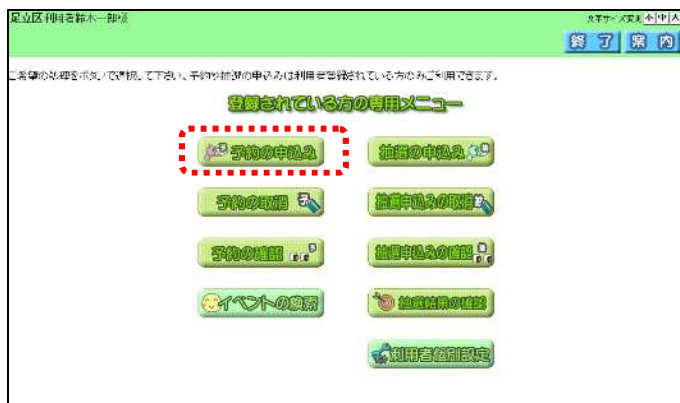 足立区利用者鈴木一郎様
文字サイズ変更 小 中 大
終了 案内
ご希望の処理をボタンで選択して下さい、予約や抽選の申込みは利用者登録されている方のみご利用できます。
登録されている方の専用メニュー
予約の申込み 抽選の申込み
予約の取消 抽選申込みの取消
予約の確認 抽選申込みの確認
イベントの検索 抽選結果の確認
利用者個別設定